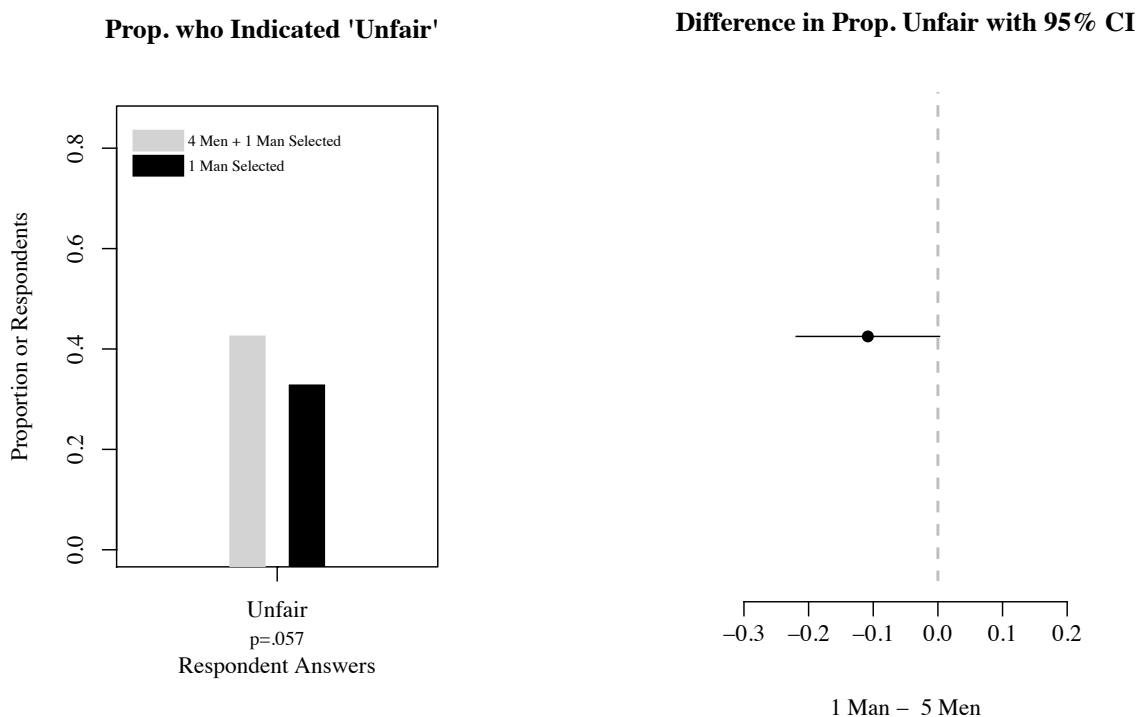 Prop. who Indicated 'Unfair'
Proportion or Respondents
0.8
0.6
0.4
0.2
0.0
4 Men + 1 Man Selected
1 Man Selected
Unfair
p=.057
Respondent Answers
Difference in Prop. Unfair with 95% CI
−0.3 −0.2 −0.1 0.0 0.1 0.2
1 Man − 5 Men